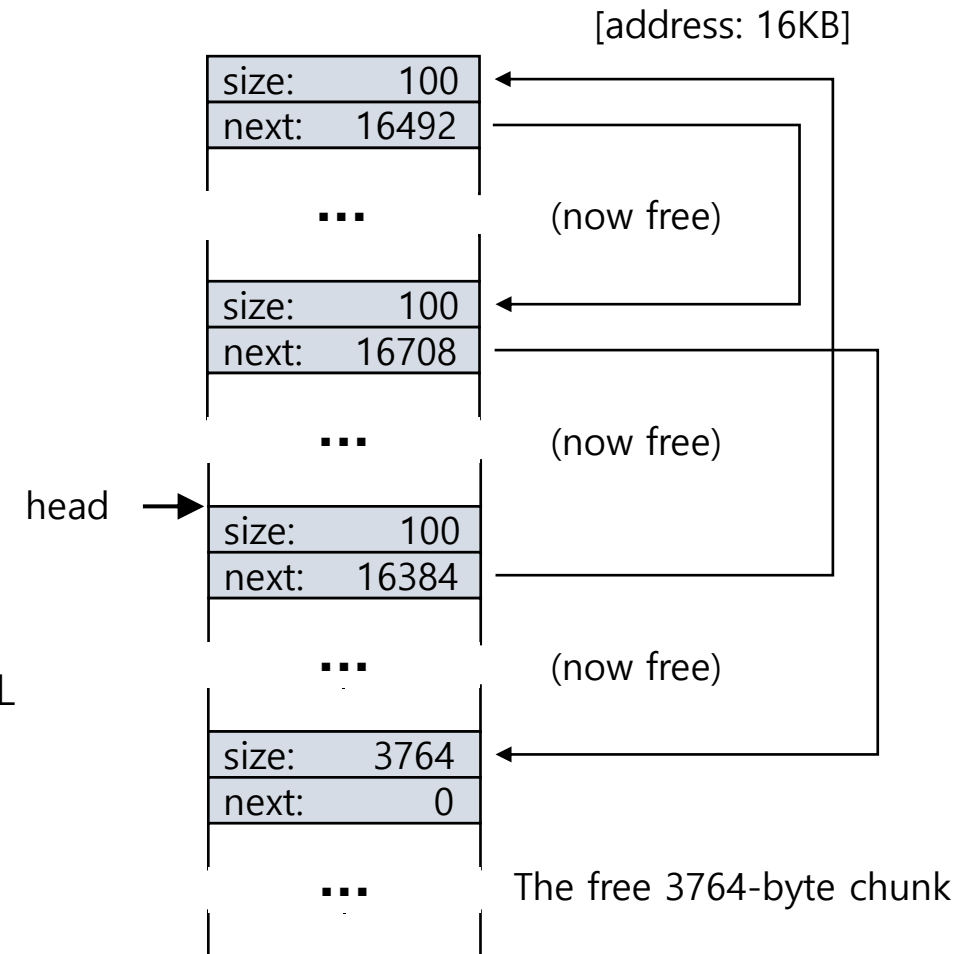 [address: 16KB]
size: 100
next: 16492
...
(now free)
size: 100
next: 16708
...
(now free)
head
size: 100
next: 16384
...
(now free)
L
size: 3764
next: 0
...
The free 3764-byte chunk